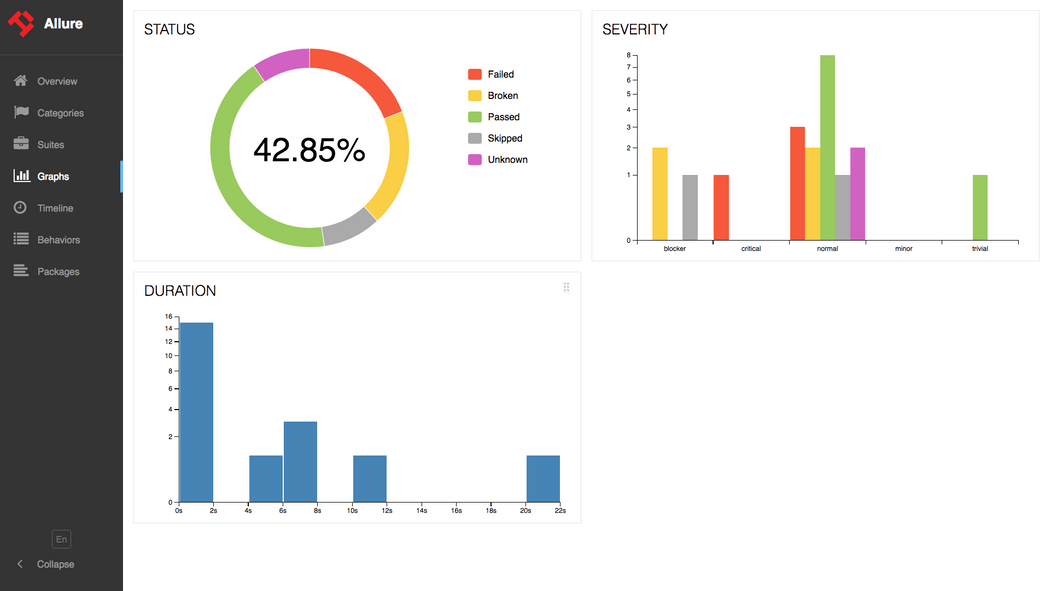 Allure
Overview
Categories
Suites
Graphs
Timeline
Behaviors
Packages
En
Collapse
STATUS
42.85%
Failed
Broken
Passed
Skipped
Unknown
SEVERITY
8
7
6
5
4
3
2
1
0
blocker critical normal minor trivial
DURATION
16
14
12
10
8
6
4
2
0
0s 2s 4s 6s 8s 10s 12s 14s 16s 18s 20s 22s